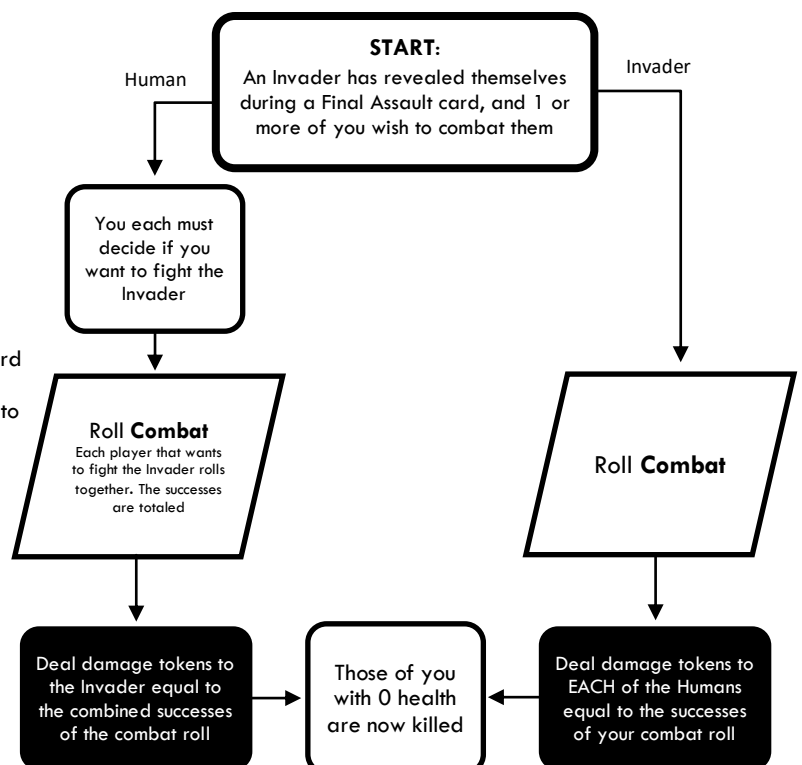 START:
An Invader has revealed themselves
during a Final Assault card, and 1 or
more of you wish to combat them
Human
Invader
You each must
decide if you
want to fight the
Invader
rd
to
Roll Combat
Each player that wants
to fight the Invader rolls
together. The successes
are totaled
Roll Combat
Deal damage tokens to
the Invader equal to
the combined successes
of the combat roll
Those of you
with 0 health
are now killed
Deal damage tokens to
EACH of the Humans
equal to the successes
of your combat roll